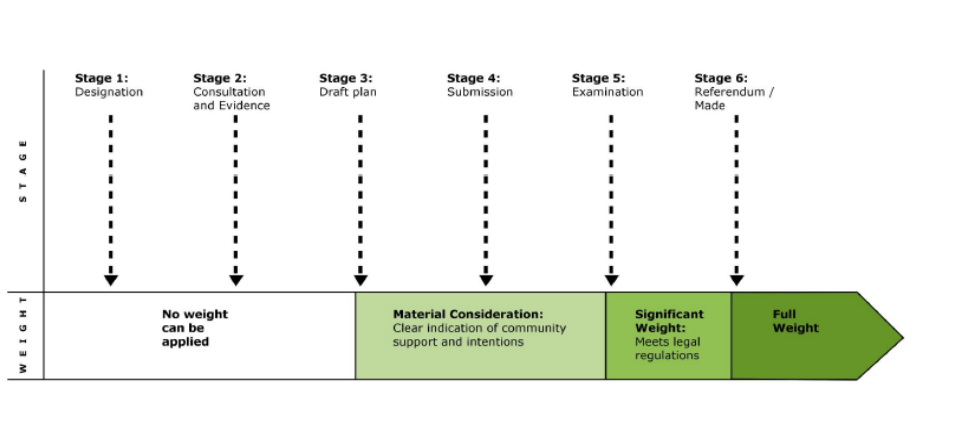 Stage 1:
Designation
Stage 2:
Consultation
and Evidence
Stage 3:
Draft plan
Stage 4:
Submission
Stage 5:
Examination
Stage 6:
Referendum /
Made
STAGE
WEIGHT
No weight
can be
applied
Material Consideration:
Clear indication of community
support and intentions
Significant
Weight:
Meets legal
regulations
Full
Weight